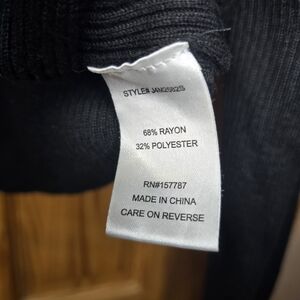 STYLE#
68% RAYON
32% POLYESTER
RN#157787
MADE IN CHINA
CARE ON REVERSE